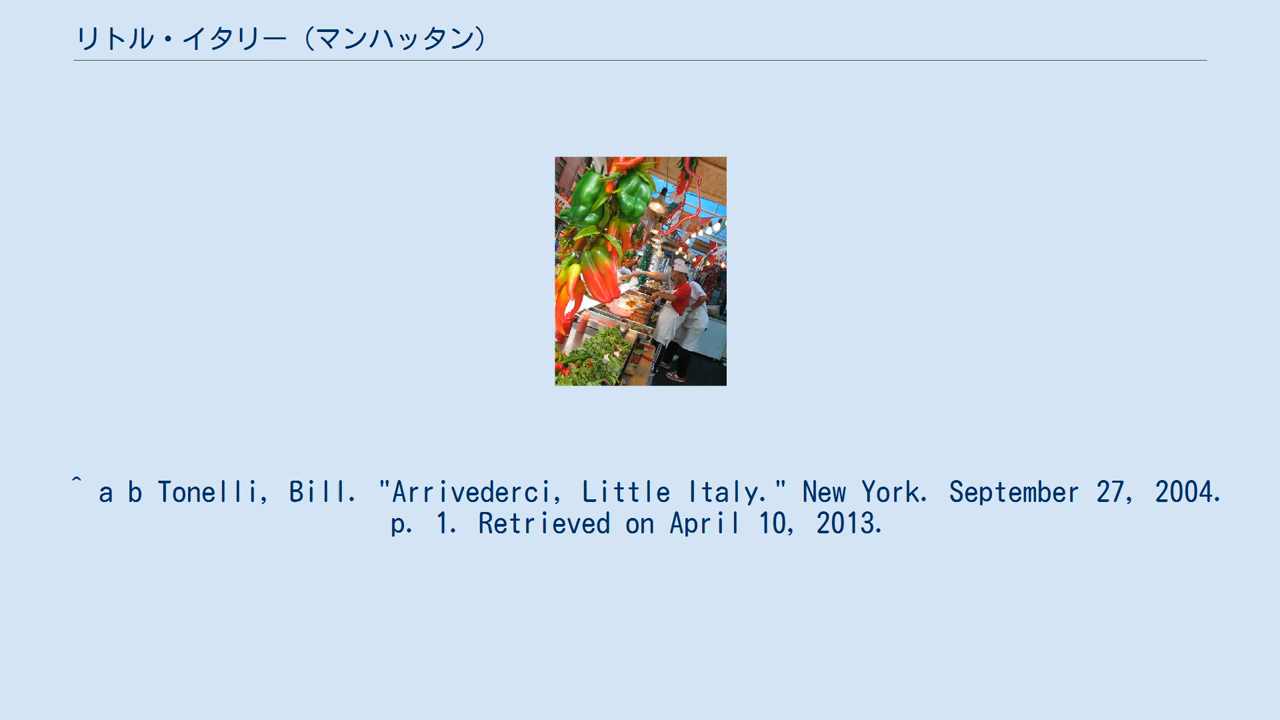 リトル・イタリー（マンハッタン）
^ a b Tonelli, Bill. "Arrivederci, Little Italy." New York. September 27, 2004.
p. 1. Retrieved on April 10, 2013.